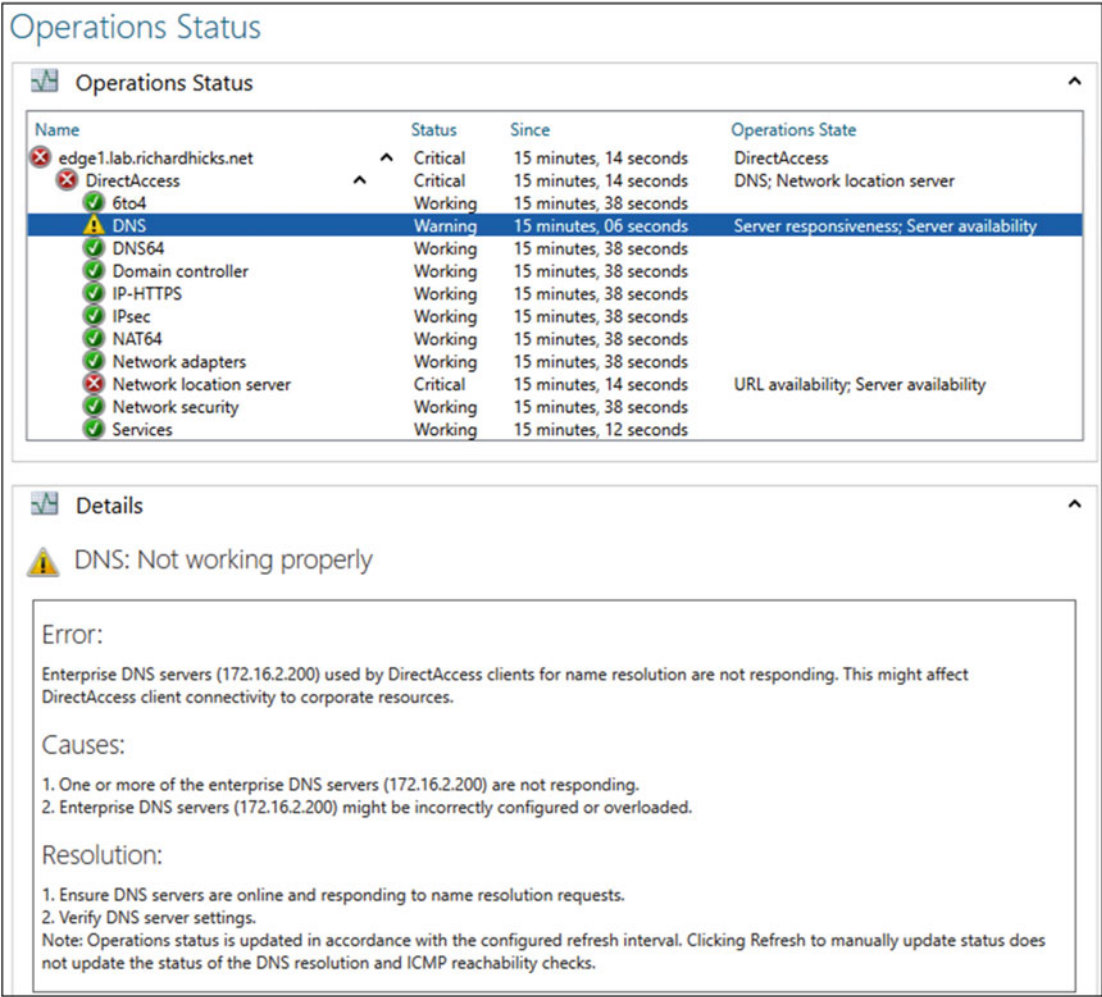 Operations Status
Operations Status
Name Status Since Operations State
edge1.lab.richardhicks.net Critical 15 minutes, 14 seconds DirectAccess
DirectAccess Critical 15 minutes, 14 seconds DNS; Network location server
6to4 Working 15 minutes, 38 seconds
DNS Warning 15 minutes, 06 seconds Server responsiveness; Server availability
DNS64 Working 15 minutes, 38 seconds
Domain controller Working 15 minutes, 38 seconds
IP-HTTPS Working 15 minutes, 38 seconds
IPsec Working 15 minutes, 38 seconds
NAT64 Working 15 minutes, 38 seconds
Network adapters Working 15 minutes, 38 seconds
Network location server Critical 15 minutes, 14 seconds URL availability; Server availability
Network security Working 15 minutes, 38 seconds
Services Working 15 minutes, 12 seconds
Details
DNS: Not working properly
Error:
Enterprise DNS servers (172.16.2.200) used by DirectAccess clients for name resolution are not responding. This might affect
DirectAccess client connectivity to corporate resources.
Causes:
1. One or more of the enterprise DNS servers (172.16.2.200) are not responding.
2. Enterprise DNS servers (172.16.2.200) might be incorrectly configured or overloaded.
Resolution:
1. Ensure DNS servers are online and responding to name resolution requests.
2. Verify DNS server settings.
Note: Operations status is updated in accordance with the configured refresh interval. Clicking Refresh to manually update status does
not update the status of the DNS resolution and ICMP reachability checks.